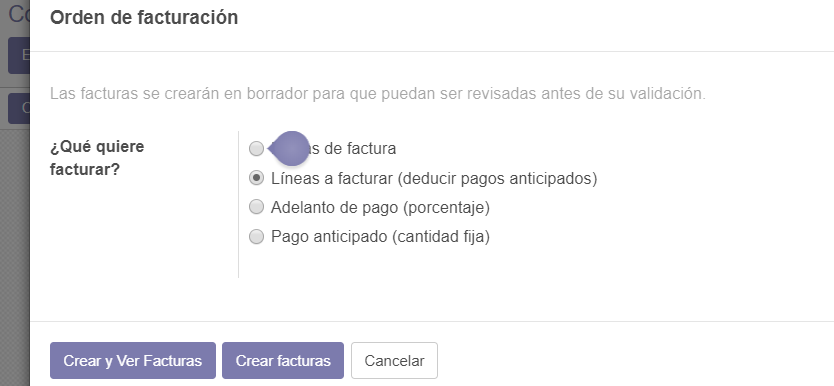 Co
E
C
Orden de facturación
Las facturas se crearán en borrador para que puedan ser revisadas antes de su validación.
¿Qué quiere
facturar?
de factura
Líneas a facturar (deducir pagos anticipados)
Adelanto de pago (porcentaje)
Pago anticipado (cantidad fija)
Crear y Ver Facturas
Crear facturas
Cancelar